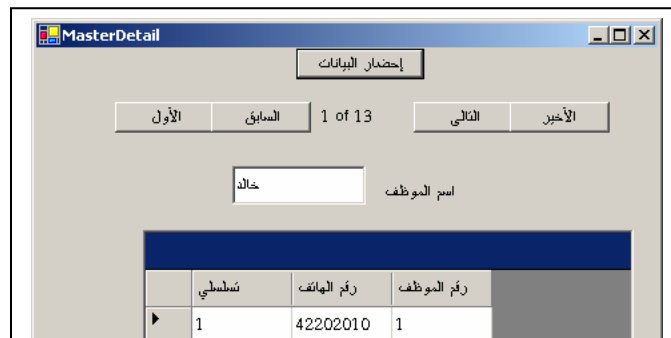 MasterDetail
إحضار البيانات
الأول السابق 1 of 13 التالى الأخير
خالد اسم الموظف
تسلسلي رقم الهاتف رقم الموظف
1 42202010 1